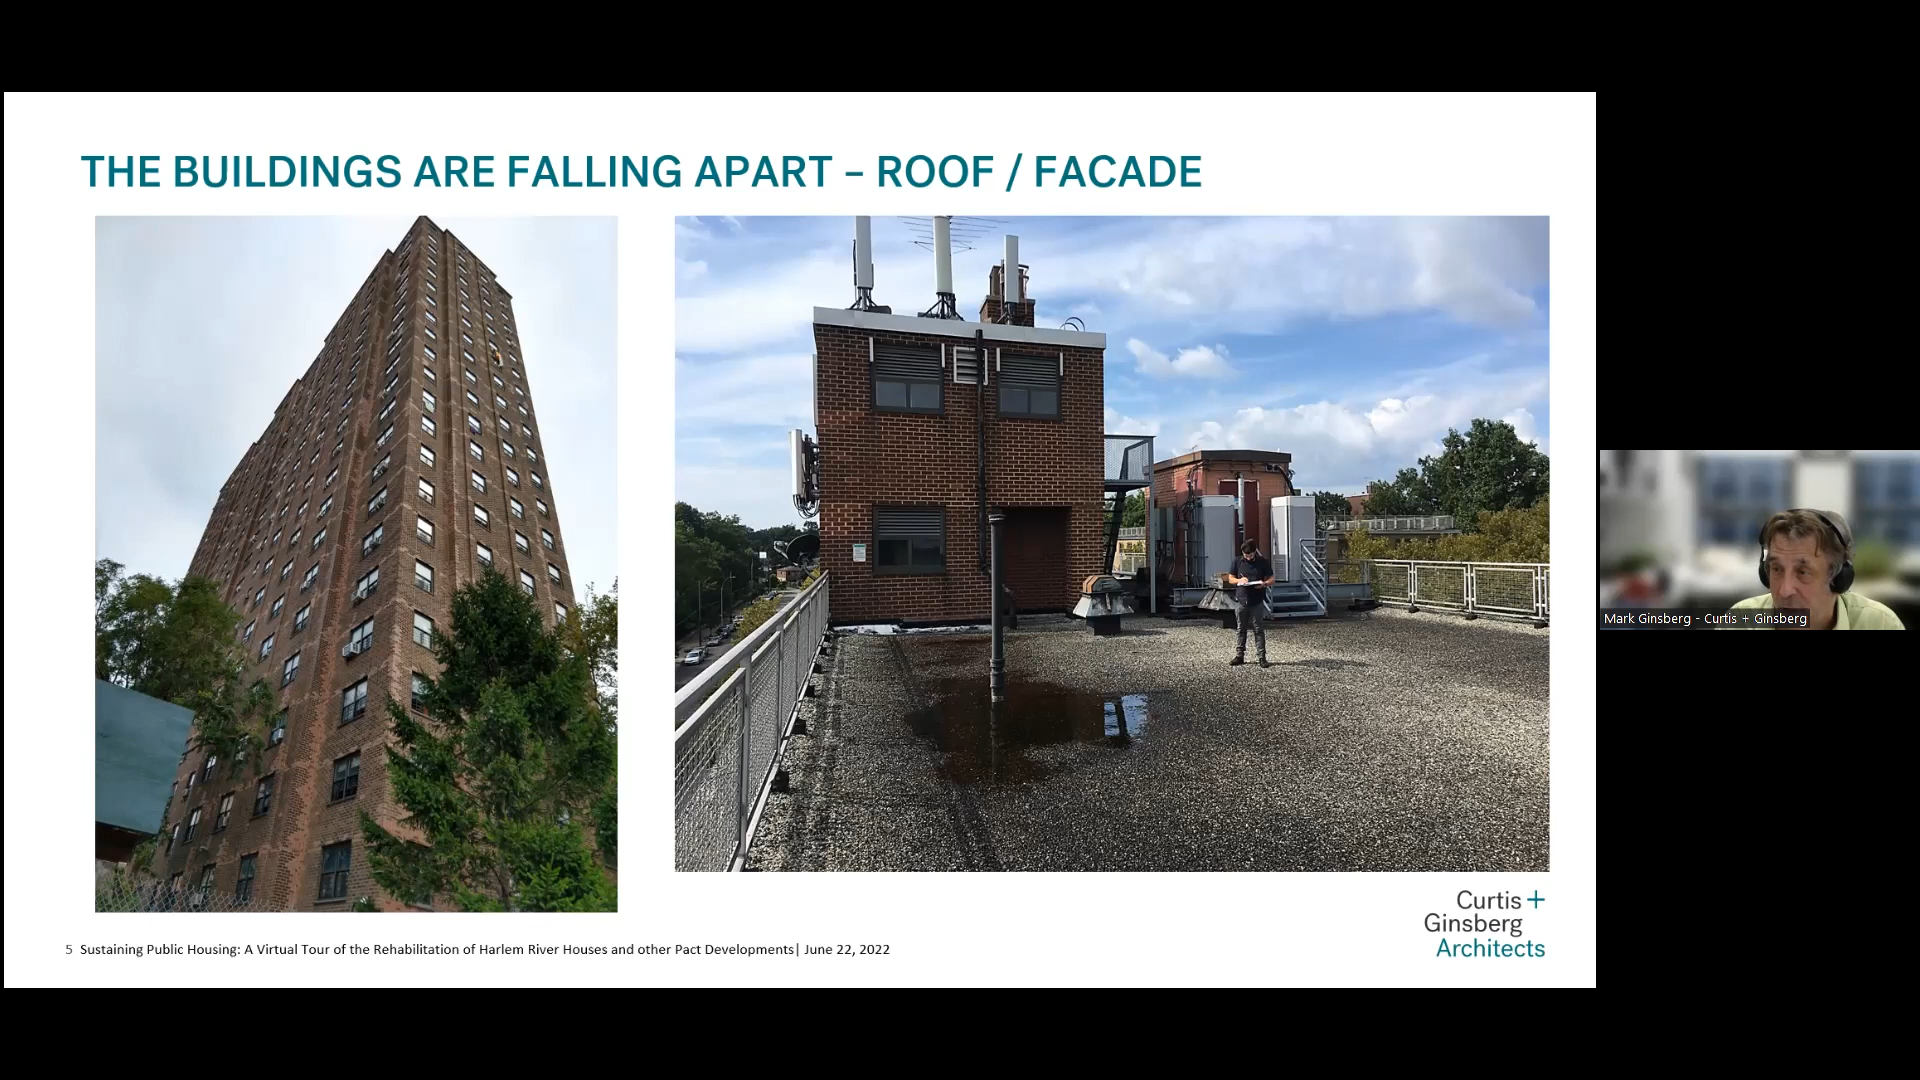 THE BUILDINGS ARE FALLING APART – ROOF / FACADE
Mark Ginsberg - Curtis + Ginsberg
Curtis +
Ginsberg
Architects
5 Sustaining Public Housing: A Virtual Tour of the Rehabilitation of Harlem River Houses and other Pact Developments| June 22, 2022